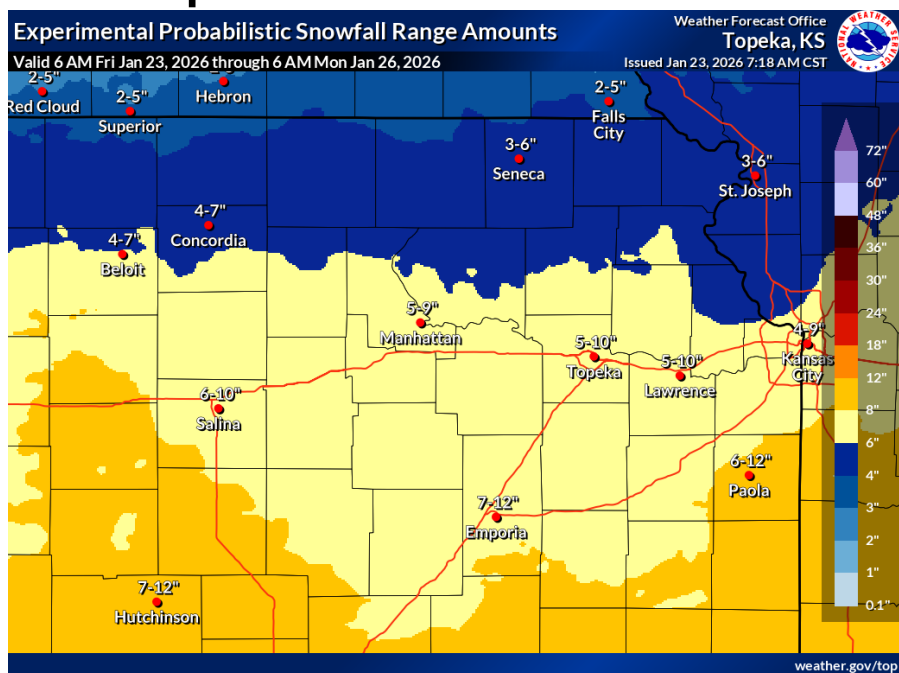 Experimental Probabilistic Snowfall Range Amounts
Valid 6 AM Fri Jan 23, 2026 through 6 AM Mon Jan 26, 2026
Weather Forecast Office
Topeka, KS
Issued Jan 23, 2026 7:18 AM CST
NATIONAL WEATHER SERVICE
2-5"
Red Cloud
2-5"
Superior
Hebron
2-5"
Falls
City
3-6"
Seneca
3-6"
St. Joseph
4-7"
Concordia
4-7"
Beloit
5-9"
Manhattan
5-10"
Topeka
5-10"
Lawrence
4-9"
Kansas
City
6-10"
Salina
6-12"
Paola
7-12"
Emporia
7-12"
Hutchinson
72"
60"
48"
36"
30"
24"
18"
12"
8"
6"
4"
3"
2"
1"
0.1"
weather.gov/top